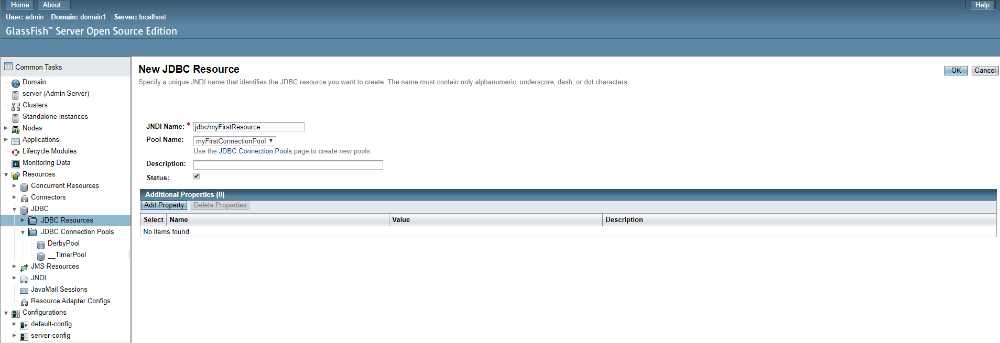 Home About... Help
User: admin Domain: domain1 Server: localhost
GlassFish™ Server Open Source Edition
Common Tasks
Domain
server (Admin Server)
Clusters
Standalone Instances
Nodes
Applications
Lifecycle Modules
Monitoring Data
Resources
Concurrent Resources
Connectors
JDBC
JDBC Resources
JDBC Connection Pools
DerbyPool
__TimerPool
JMS Resources
JNDI
JavaMail Sessions
Resource Adapter Configs
Configurations
default-config
server-config
New JDBC Resource
OK Cancel
Specify a unique JNDI name that identifies the JDBC resource you want to create. The name must contain only alphanumeric, underscore, dash, or dot characters.
JNDI Name: * jdbc/myFirstResource
Pool Name: myFirstConnectionPool
Use the JDBC Connection Pools page to create new pools
Description:
Status:
Additional Properties (0)
Add Property Delete Properties
Select Name Value Description
No items found.